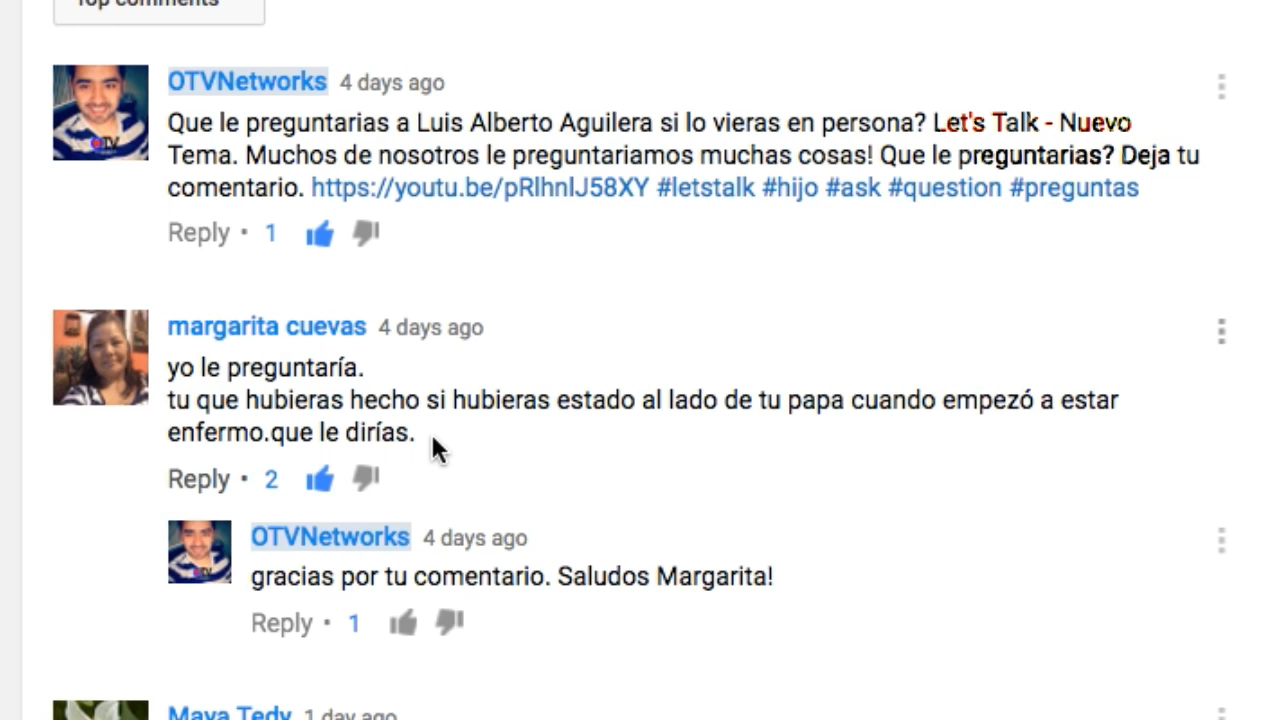 Top comments
OTVNetworks 4 days ago
Que le preguntarias a Luis Alberto Aguilera si lo vieras en persona? Let's Talk - Nuevo
Tema. Muchos de nosotros le preguntariamos muchas cosas! Que le preguntarias? Deja tu
comentario. https://youtu.be/pRlhnlJ58XY #letstalk #hijo #ask #question #preguntas
Reply • 1
margarita cuevas 4 days ago
yo le preguntaría.
tu que hubieras hecho si hubieras estado al lado de tu papa cuando empezó a estar
enfermo.que le dirías.
Reply • 2
OTVNetworks 4 days ago
gracias por tu comentario. Saludos Margarita!
Reply • 1
Maya Tedy 1 day ago